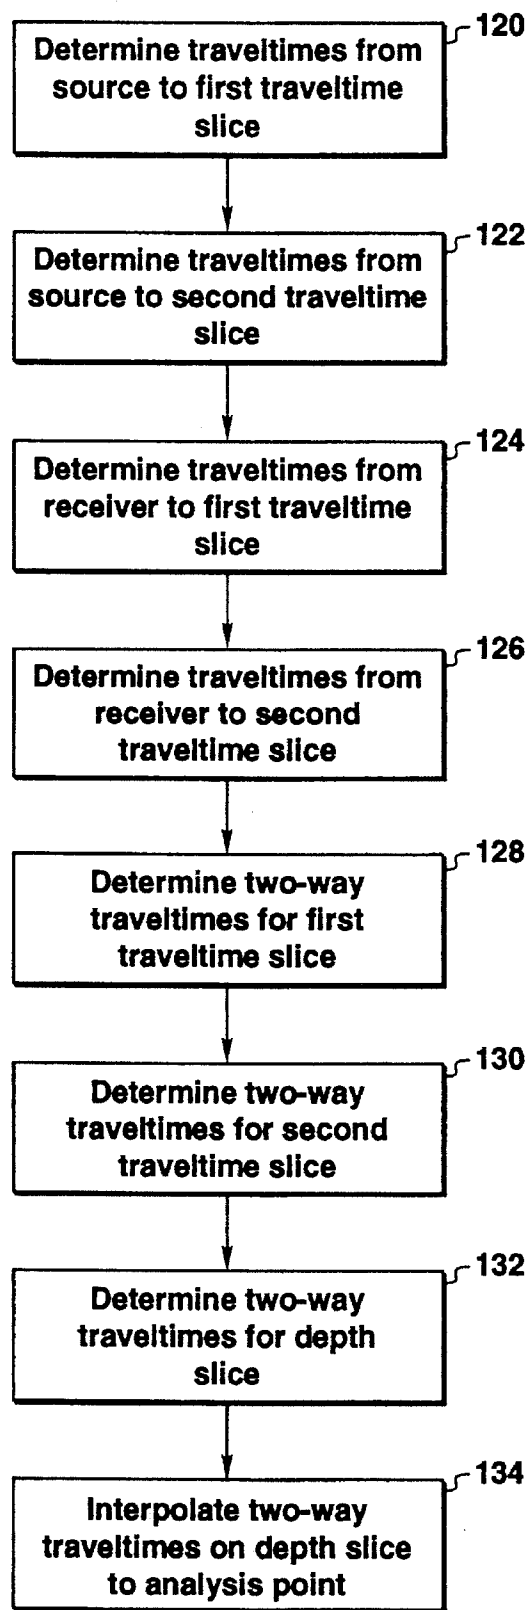 120
Determine traveltimes from
source to first traveltime
slice
122
Determine traveltimes from
source to second traveltime
slice
124
Determine traveltimes from
receiver to first traveltime
slice
126
Determine traveltimes from
receiver to second
traveltime slice
128
Determine two-way
traveltimes for first
traveltime slice
130
Determine two-way
traveltimes for second
traveltime slice
132
Determine two-way
traveltimes for depth
slice
134
Interpolate two-way
traveltimes on depth slice
to analysis point